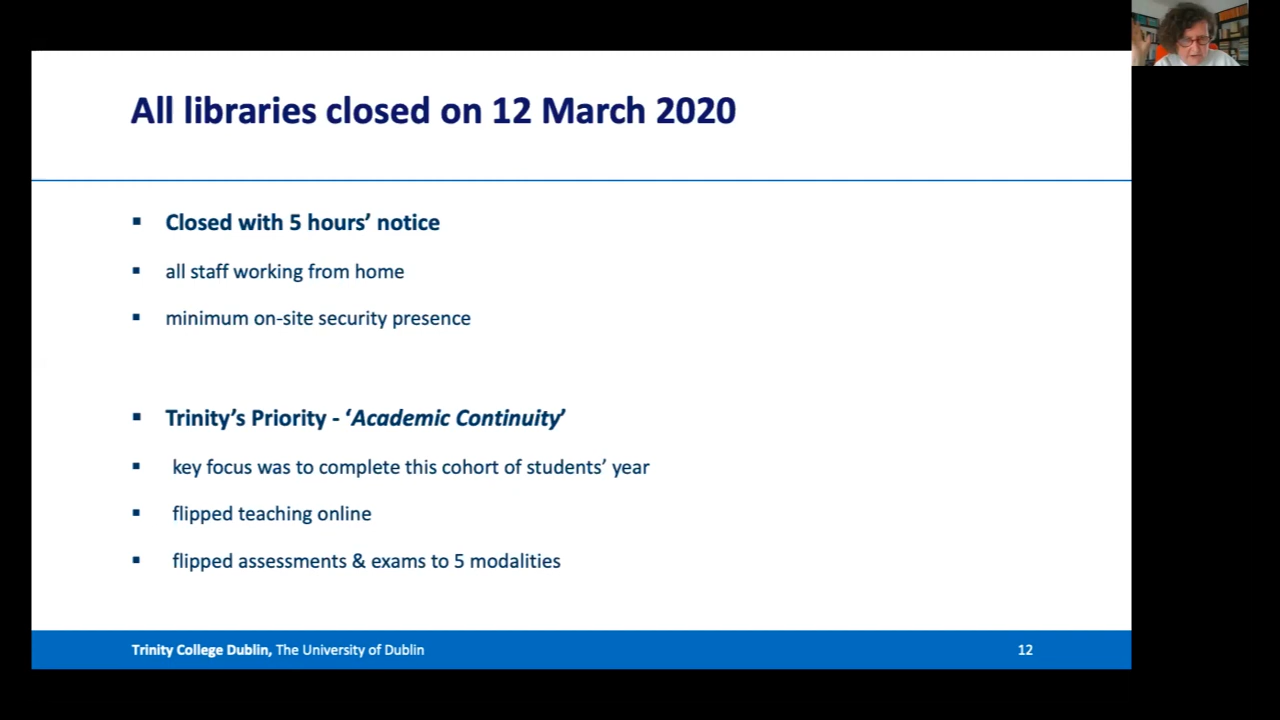 All libraries closed on 12 March 2020
▪ Closed with 5 hours’ notice
▪ all staff working from home
▪ minimum on-site security presence
▪ Trinity’s Priority - ‘Academic Continuity’
▪ key focus was to complete this cohort of students’ year
▪ flipped teaching online
▪ flipped assessments & exams to 5 modalities
Trinity College Dublin, The University of Dublin 12